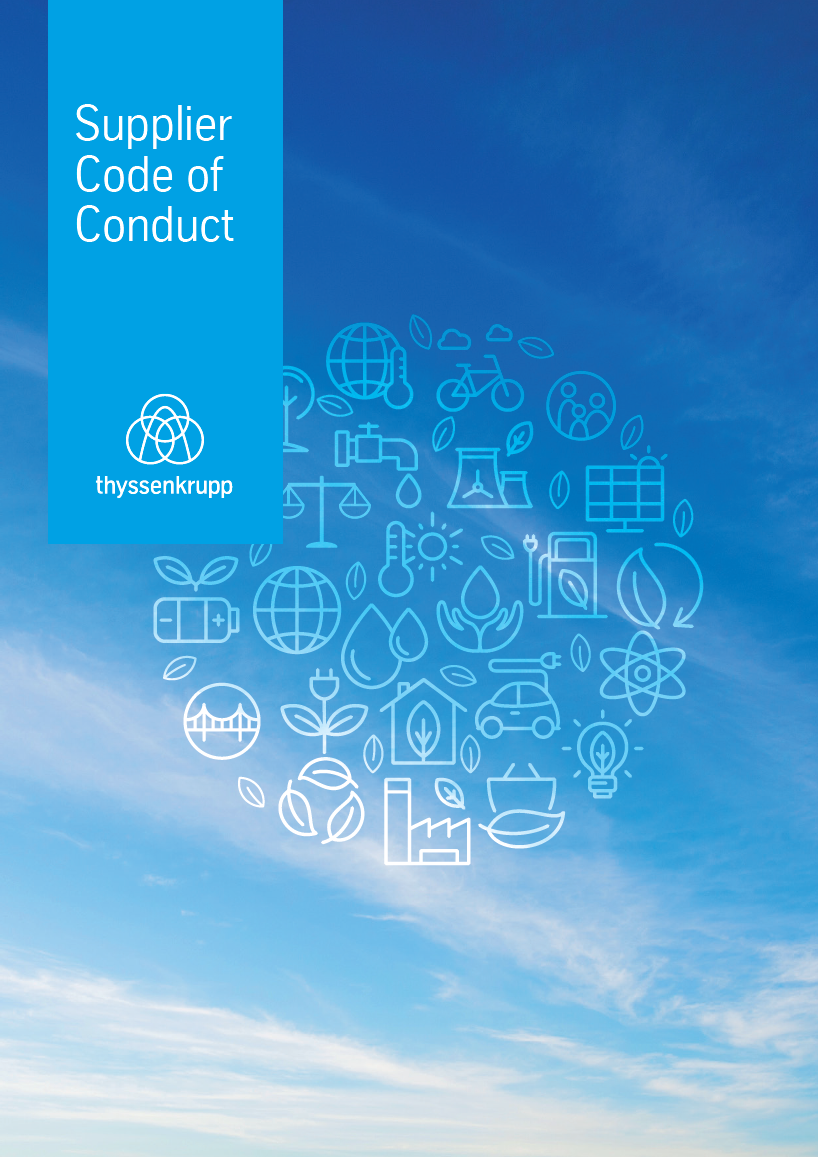 Supplier
Code of
Conduct
thyssenkrupp